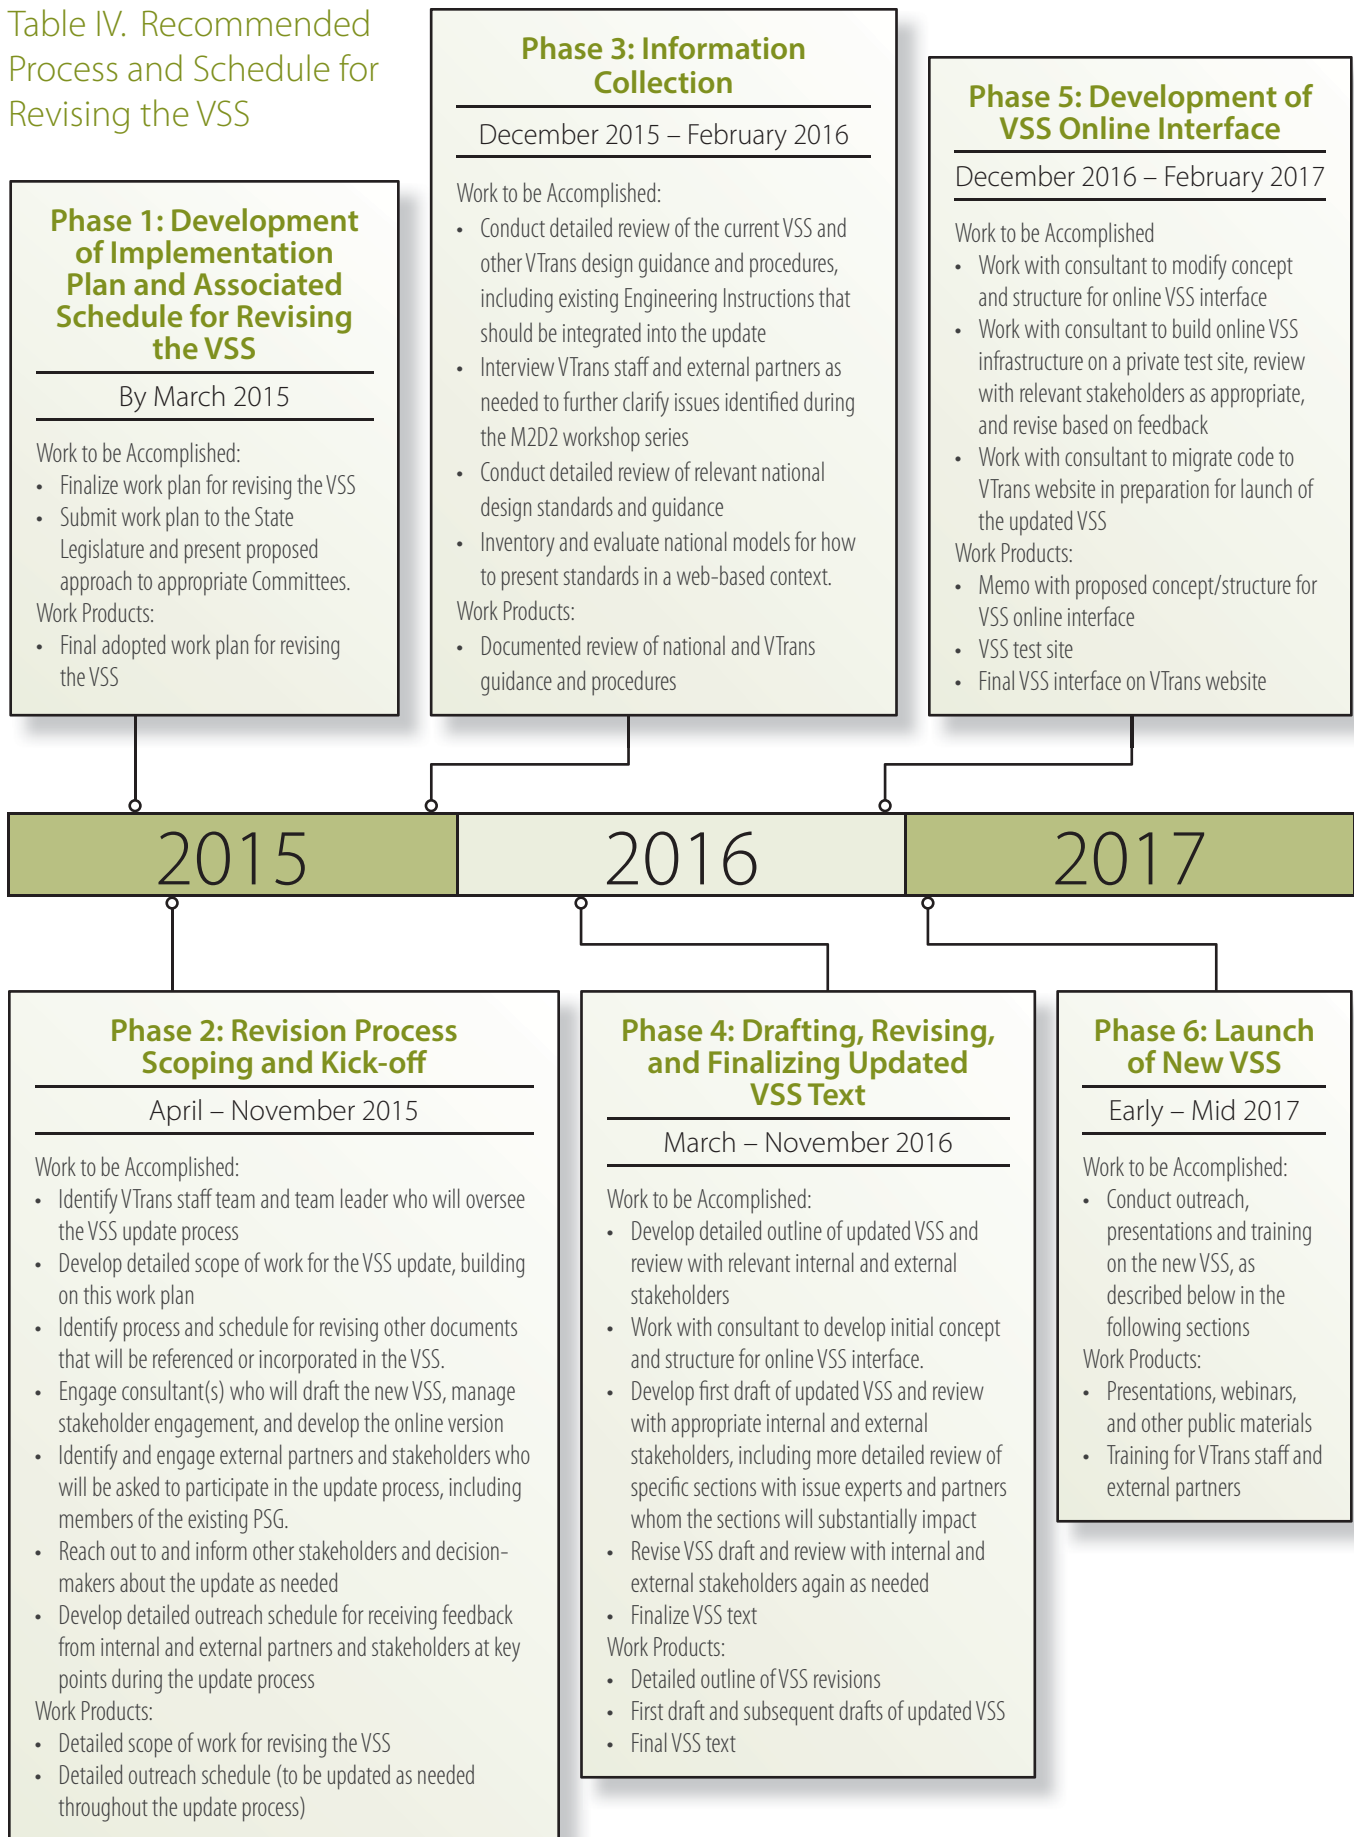 Table IV. Recommended
Process and Schedule for
Revising the VSS
Phase 1: Development
of Implementation
Plan and Associated
Schedule for Revising
the VSS
By March 2015
Work to be Accomplished:
• Finalize work plan for revising the VSS
• Submit work plan to the State
Legislature and present proposed
approach to appropriate Committees.
Work Products:
• Final adopted work plan for revising
the VSS
Phase 3: Information
Collection
December 2015 – February 2016
Work to be Accomplished:
• Conduct detailed review of the current VSS and
other VTrans design guidance and procedures,
including existing Engineering Instructions that
should be integrated into the update
• Interview VTrans staff and external partners as
needed to further clarify issues identified during
the M2D2 workshop series
• Conduct detailed review of relevant national
design standards and guidance
• Inventory and evaluate national models for how
to present standards in a web-based context.
Work Products:
• Documented review of national and VTrans
guidance and procedures
Phase 5: Development of
VSS Online Interface
December 2016 – February 2017
Work to be Accomplished
• Work with consultant to modify concept
and structure for online VSS interface
• Work with consultant to build online VSS
infrastructure on a private test site, review
with relevant stakeholders as appropriate,
and revise based on feedback
• Work with consultant to migrate code to
VTrans website in preparation for launch of
the updated VSS
Work Products:
• Memo with proposed concept/structure for
VSS online interface
• VSS test site
• Final VSS interface on VTrans website
2015
2016
2017
Phase 2: Revision Process
Scoping and Kick-off
April – November 2015
Work to be Accomplished:
• Identify VTrans staff team and team leader who will oversee
the VSS update process
• Develop detailed scope of work for the VSS update, building
on this work plan
• Identify process and schedule for revising other documents
that will be referenced or incorporated in the VSS.
• Engage consultant(s) who will draft the new VSS, manage
stakeholder engagement, and develop the online version
• Identify and engage external partners and stakeholders who
will be asked to participate in the update process, including
members of the existing PSG.
• Reach out to and inform other stakeholders and decision-
makers about the update as needed
• Develop detailed outreach schedule for receiving feedback
from internal and external partners and stakeholders at key
points during the update process
Work Products:
• Detailed scope of work for revising the VSS
• Detailed outreach schedule (to be updated as needed
throughout the update process)
Phase 4: Drafting, Revising,
and Finalizing Updated
VSS Text
March – November 2016
Work to be Accomplished:
• Develop detailed outline of updated VSS and
review with relevant internal and external
stakeholders
• Work with consultant to develop initial concept
and structure for online VSS interface.
• Develop first draft of updated VSS and review
with appropriate internal and external
stakeholders, including more detailed review of
specific sections with issue experts and partners
whom the sections will substantially impact
• Revise VSS draft and review with internal and
external stakeholders again as needed
• Finalize VSS text
Work Products:
• Detailed outline of VSS revisions
• First draft and subsequent drafts of updated VSS
• Final VSS text
Phase 6: Launch
of New VSS
Early – Mid 2017
Work to be Accomplished:
• Conduct outreach,
presentations and training
on the new VSS, as
described below in the
following sections
Work Products:
• Presentations, webinars,
and other public materials
• Training for VTrans staff and
external partners